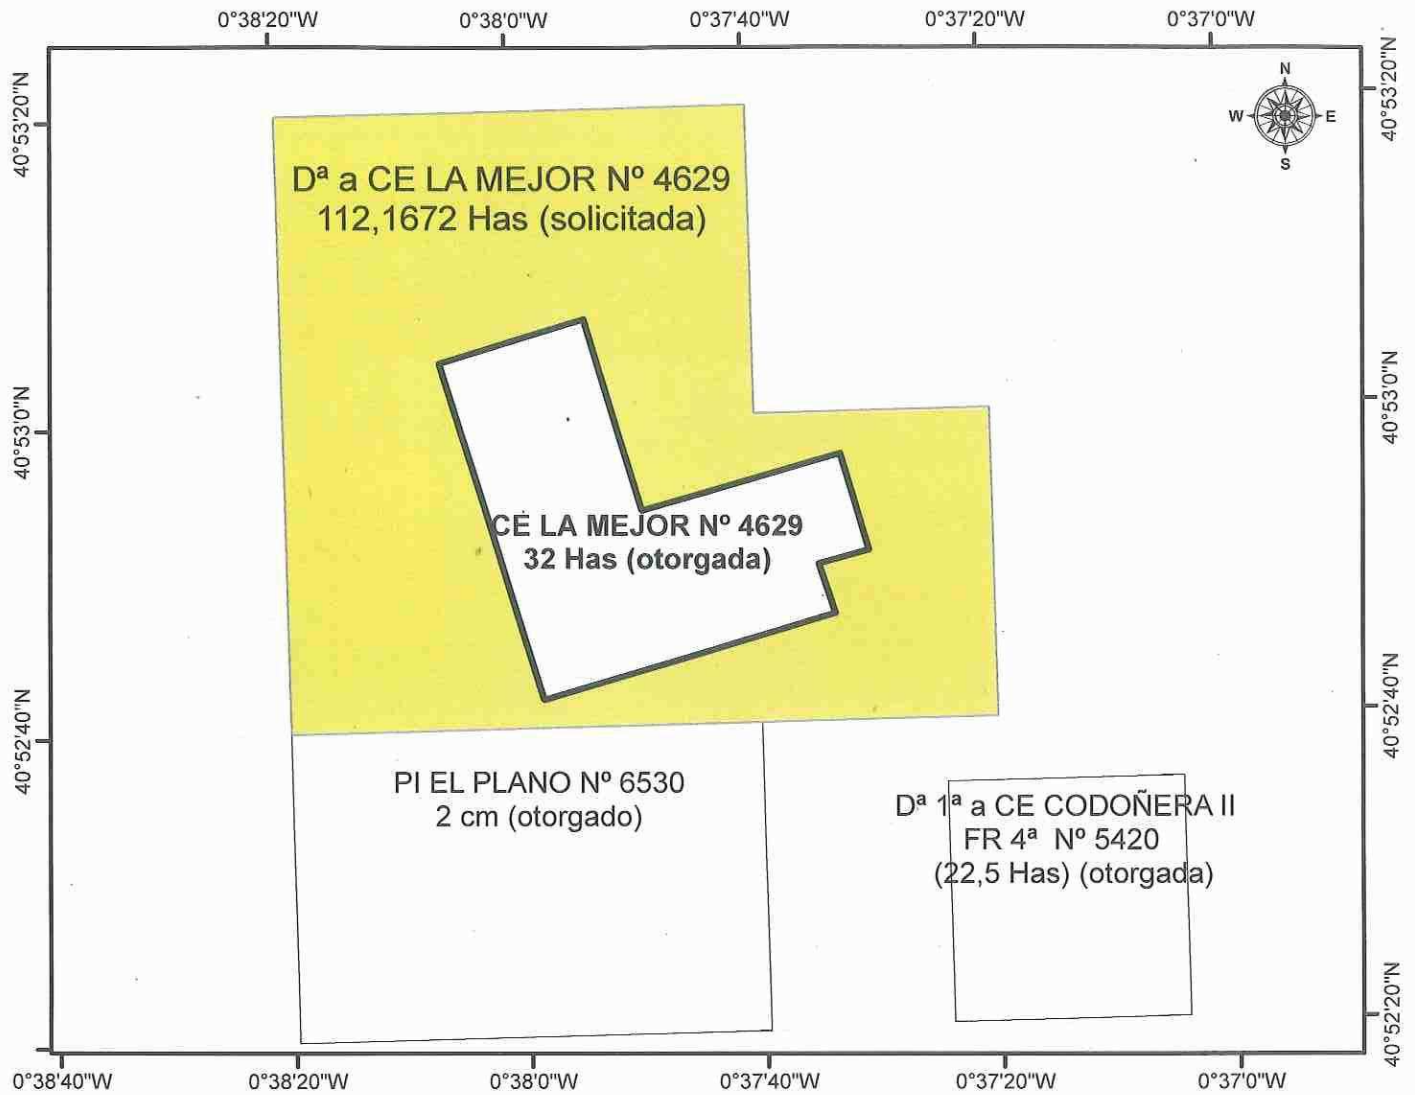 0°38'20"W 0°38'0"W 0°37'40"W 0°37'20"W 0°37'0"W
40°53'20"N
40°53'20"N
N
W E
S
Dª a CE LA MEJOR Nº 4629
112,1672 Has (solicitada)
40°53'0"N
40°53'0"N
CE LA MEJOR Nº 4629
32 Has (otorgada)
40°52'40"N
40°52'40"N
PI EL PLANO Nº 6530
2 cm (otorgado)
Dª 1ª a CE CODOÑERA II
FR 4ª Nº 5420
(22,5 Has) (otorgada)
40°52'20"N
0°38'40"W 0°38'20"W 0°38'0"W 0°37'40"W 0°37'20"W 0°37'0"W